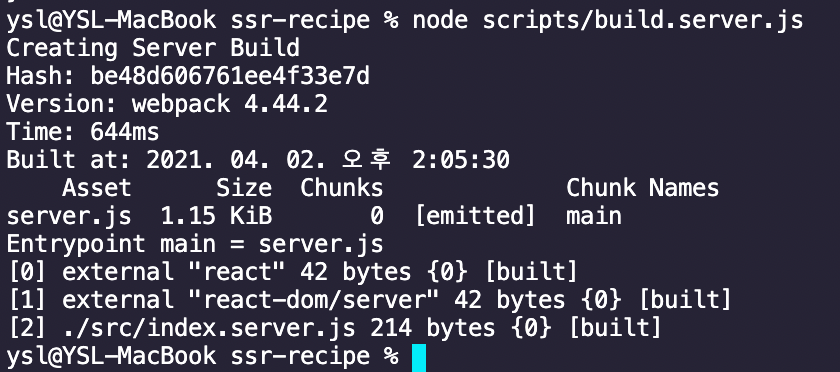 ysl@YSL-MacBook ssr-recipe % node scripts/build.server.js
Creating Server Build
Hash: be48d606761ee4f33e7d
Version: webpack 4.44.2
Time: 644ms
Built at: 2021. 04. 02. 오후 2:05:30
    Asset      Size  Chunks             Chunk Names
server.js  1.15 KiB       0  [emitted]  main
Entrypoint main = server.js
[0] external "react" 42 bytes {0} [built]
[1] external "react-dom/server" 42 bytes {0} [built]
[2] ./src/index.server.js 214 bytes {0} [built]
ysl@YSL-MacBook ssr-recipe %